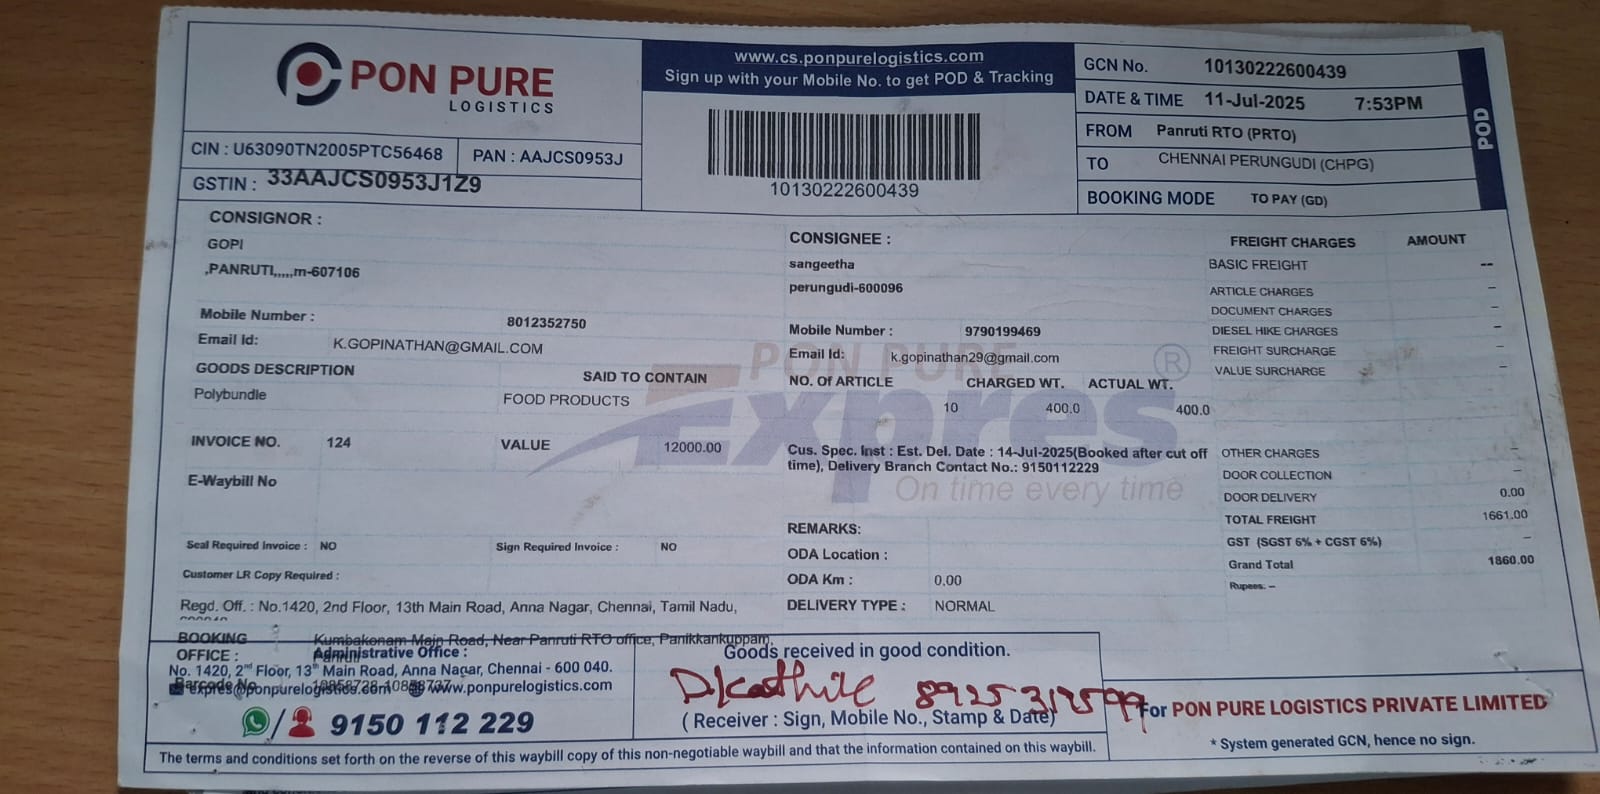 PON PURE
LOGISTICS
CIN : U63090TN2005PTC56468
PAN : AAJCS0953J
GSTIN : 33AAJCS0953J1Z9
www.cs.ponpurelogistics.com
Sign up with your Mobile No. to get POD & Tracking
10130222600439
GCN No. 10130222600439
DATE & TIME 11-Jul-2025 7:53PM
FROM Panruti RTO (PRTO)
TO CHENNAI PERUNGUDI (CHPG)
BOOKING MODE TO PAY (GD)
POD
CONSIGNOR :
GOPI
,PANRUTI,,,,,m-607106
Mobile Number : 8012352750
Email Id: K.GOPINATHAN@GMAIL.COM
GOODS DESCRIPTION SAID TO CONTAIN
Polybundle FOOD PRODUCTS
INVOICE NO. 124 VALUE 12000.00
E-Waybill No
Seal Required Invoice : NO Sign Required Invoice : NO
Customer LR Copy Required :
Regd. Off. : No.1420, 2nd Floor, 13th Main Road, Anna Nagar, Chennai, Tamil Nadu,
CONSIGNEE :
sangeetha
perungudi-600096
Mobile Number : 9790199469
Email Id: k.gopinathan29@gmail.com
NO. Of ARTICLE CHARGED WT. ACTUAL WT.
10 400.0 400.0
PON PURE
Expres ®
On time every time
Cus. Spec. Inst : Est. Del. Date : 14-Jul-2025(Booked after cut off
time), Delivery Branch Contact No.: 9150112229
REMARKS:
ODA Location :
ODA Km : 0.00
DELIVERY TYPE : NORMAL
FREIGHT CHARGES AMOUNT
BASIC FREIGHT --
ARTICLE CHARGES –
DOCUMENT CHARGES –
DIESEL HIKE CHARGES –
FREIGHT SURCHARGE –
VALUE SURCHARGE –
OTHER CHARGES –
DOOR COLLECTION –
DOOR DELIVERY 0.00
TOTAL FREIGHT 1661.00
GST (SGST 6% + CGST 6%) –
Grand Total 1860.00
Rupees: –
BOOKING OFFICE : Kumbakonam Main Road, Near Panruti RTO office, Panikkankuppam,
Panruti
Administrative Office :
No. 1420, 2nd Floor, 13th Main Road, Anna Nagar, Chennai - 600 040.
Barcode No
expres@ponpurelogistics.com www.ponpurelogistics.com
/ 9150 112 229
Goods received in good condition.
8925317599
( Receiver : Sign, Mobile No., Stamp & Date)
For PON PURE LOGISTICS PRIVATE LIMITED
* System generated GCN, hence no sign.
The terms and conditions set forth on the reverse of this waybill copy of this non-negotiable waybill and that the information contained on this waybill.